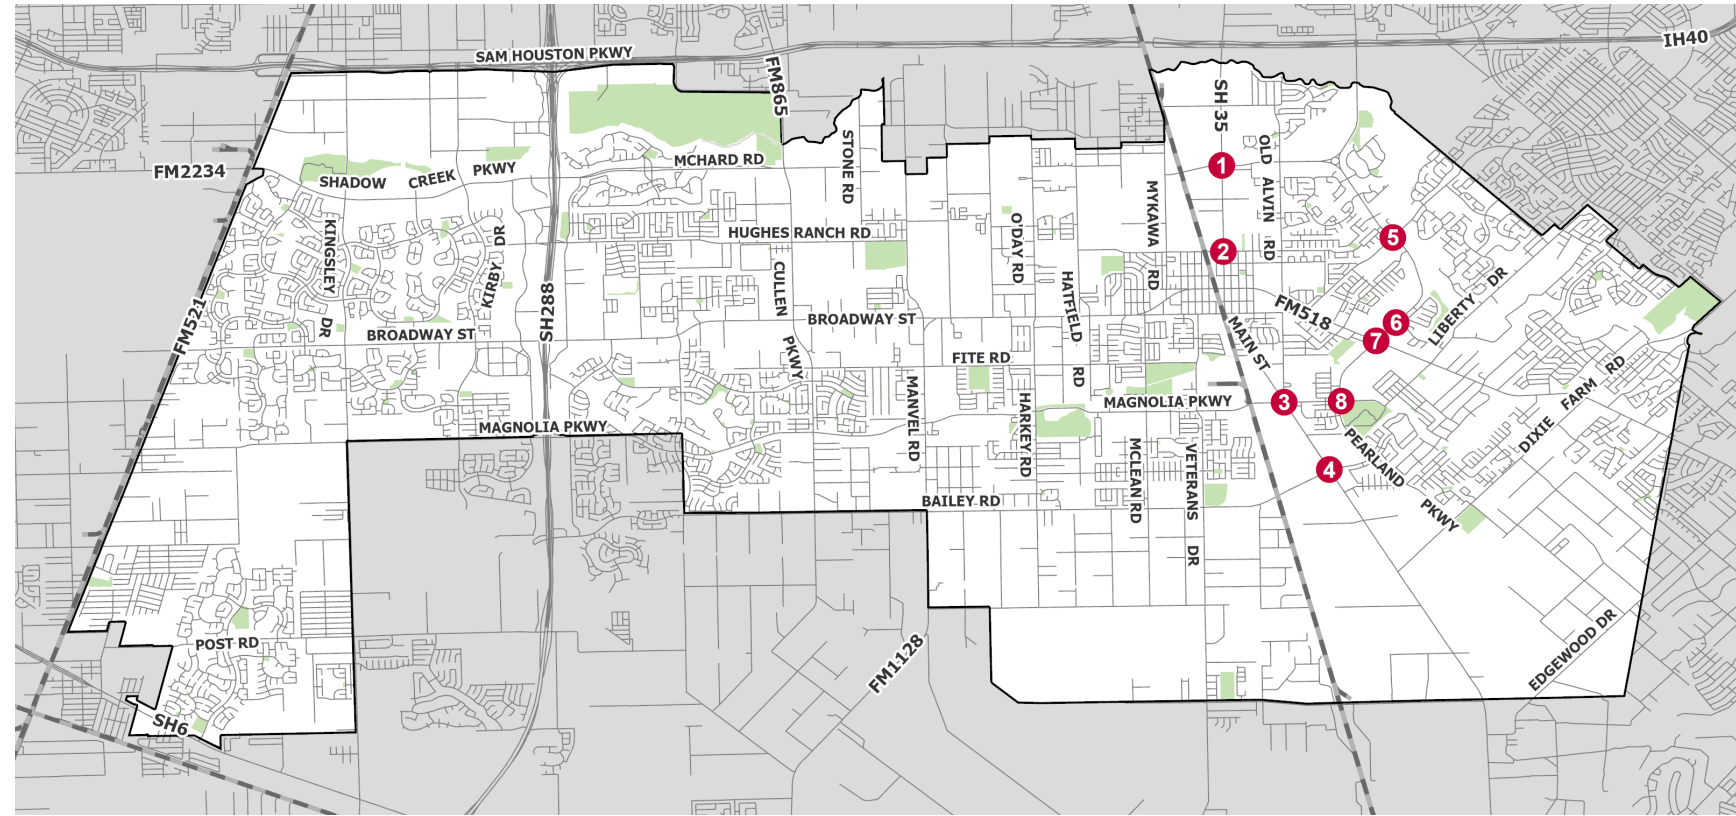 SAM HOUSTON PKWY
IH40
FM865
SH 35
STONE RD
OLD ALVIN RD
MCHARD RD
FM2234
SHADOW CREEK PKWY
1
MYKAWA RD
KINGSLEY DR
KIRBY DR
HUGHES RANCH RD
O'DAY RD
2
5
CULLEN PKWY
HATFIELD RD
SH288
FM521
BROADWAY ST
BROADWAY ST
FM518
LIBERTY DR
6
7
MAIN ST
FITE RD
MANVEL RD
HARKEY RD
MAGNOLIA PKWY
3
8
DIXIE FARM RD
MAGNOLIA PKWY
MCLEAN RD
VETERANS DR
PEARLAND PKWY
4
BAILEY RD
POST RD
FM1128
EDGEWOOD DR
SH6